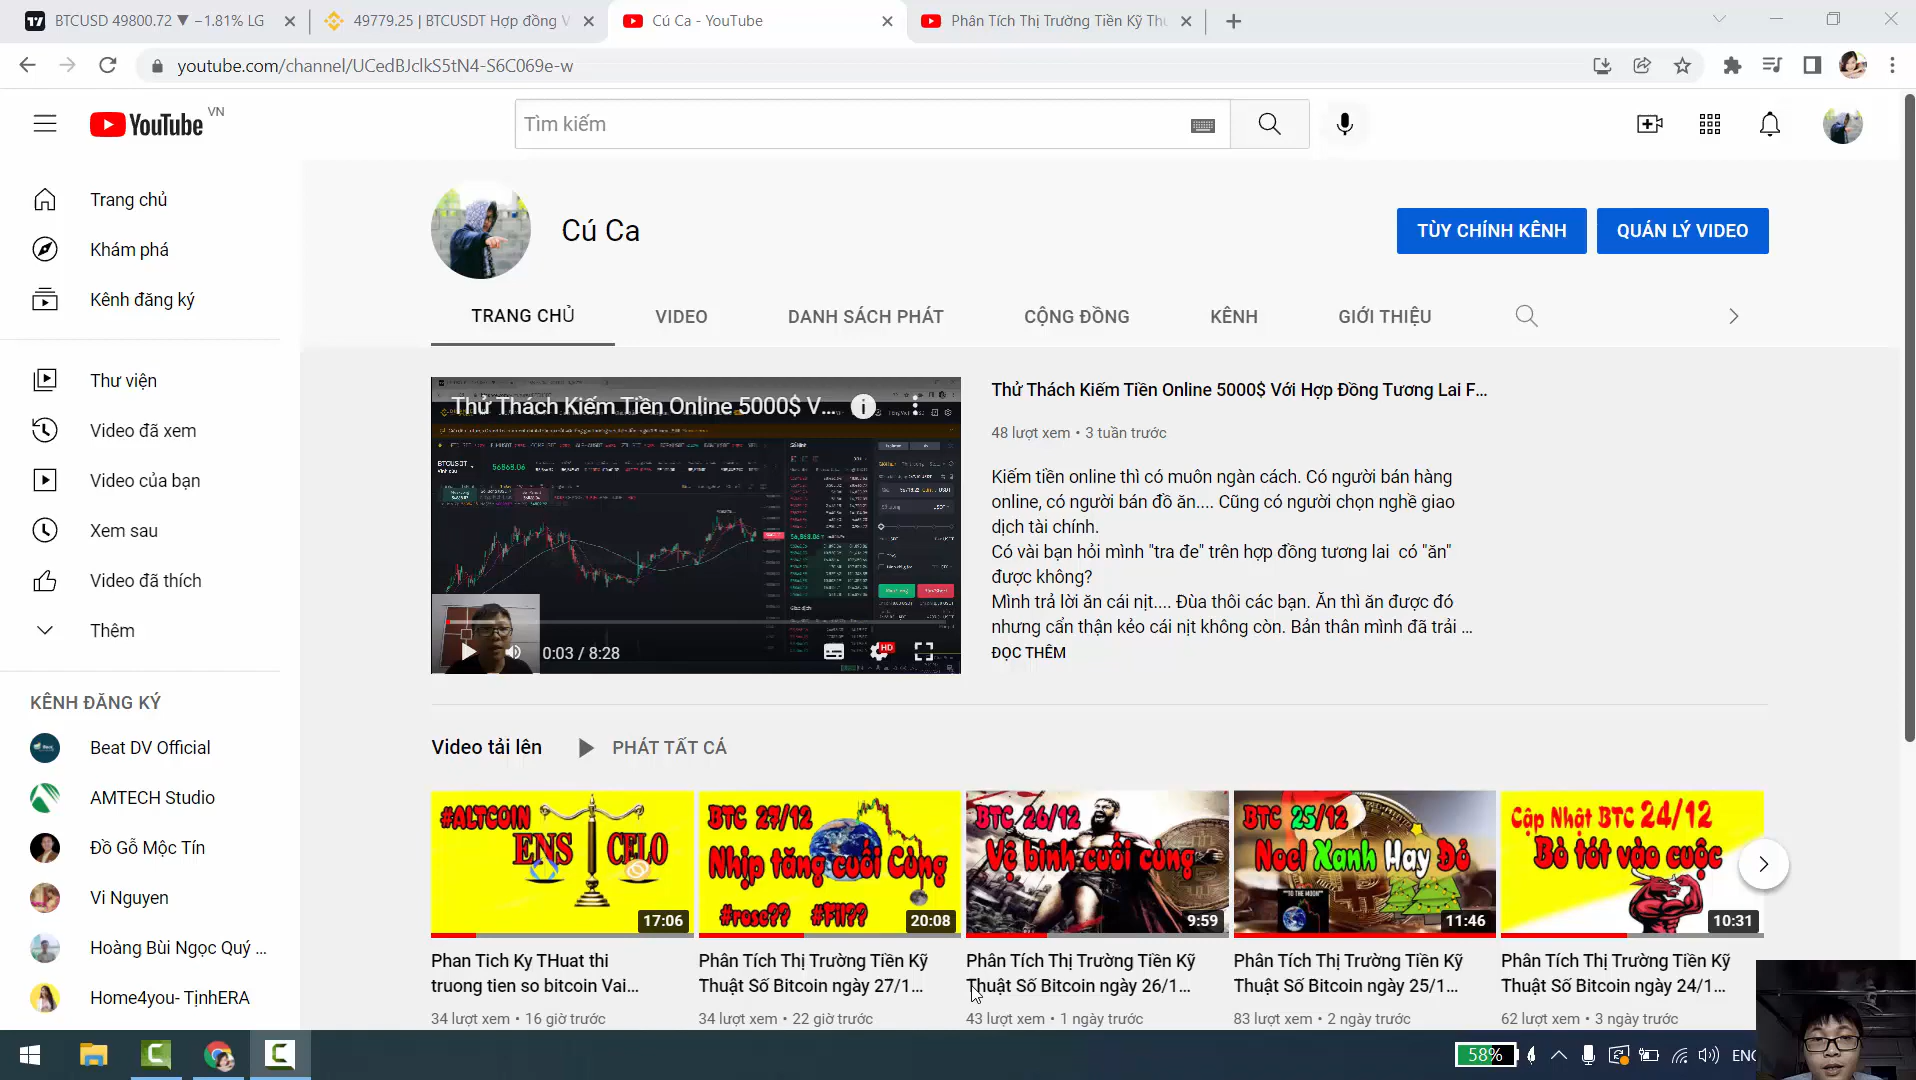 BTCUSD 49800.72 ▼ −1.81% LG
49779.25 | BTCUSDT Hợp đồng V
Cú Ca - YouTube
Phân Tích Thị Trường Tiền Kỹ Thu
youtube.com/channel/UCedBJclkS5tN4-S6C069e-w
YouTube VN
Tìm kiếm
Trang chủ
Khám phá
Kênh đăng ký
Thư viện
Video đã xem
Video của bạn
Xem sau
Video đã thích
Thêm
KÊNH ĐĂNG KÝ
Beat DV Official
AMTECH Studio
Đồ Gỗ Mộc Tín
Vi Nguyen
Hoàng Bùi Ngọc Quý ...
Home4you- TịnhERA
Cú Ca
TÙY CHỈNH KÊNH
QUẢN LÝ VIDEO
TRANG CHỦ
VIDEO
DANH SÁCH PHÁT
CỘNG ĐỒNG
KÊNH
GIỚI THIỆU
Thử Thách Kiếm Tiền Online 5000$ V...
BTCUSDT
56868.06
0:03 / 8:28
HD
Thử Thách Kiếm Tiền Online 5000$ Với Hợp Đồng Tương Lai F...
48 lượt xem • 3 tuần trước
Kiếm tiền online thì có muôn ngàn cách. Có người bán hàng
online, có người bán đồ ăn.... Cũng có người chọn nghề giao
dịch tài chính.
Có vài bạn hỏi mình "tra đe" trên hợp đồng tương lai  có "ăn"
được không?
Mình trả lời ăn cái nịt.... Đùa thôi các bạn. Ăn thì ăn được đó
nhưng cẩn thận kẻo cái nịt không còn. Bản thân mình đã trải ...
ĐỌC THÊM
Video tải lên
PHÁT TẤT CẢ
#ALTCOIN
ENS CELO
17:06
BTC 27/12
Nhịp tăng cuối Cùng
#rose?? #Fil??
20:08
BTC 26/12
Vệ binh cuối cùng
9:59
BTC 25/12
Noel Xanh Hay Đỏ
"TO THE MOON"
11:46
Cập Nhật BTC 24/12
Bò tót vào cuộc
10:31
Phan Tich Ky THuat thi
truong tien so bitcoin Vai...
34 lượt xem • 16 giờ trước
Phân Tích Thị Trường Tiền Kỹ
Thuật Số Bitcoin ngày 27/1...
34 lượt xem • 22 giờ trước
Phân Tích Thị Trường Tiền Kỹ
Thuật Số Bitcoin ngày 26/1...
43 lượt xem • 1 ngày trước
Phân Tích Thị Trường Tiền Kỹ
Thuật Số Bitcoin ngày 25/1...
83 lượt xem • 2 ngày trước
Phân Tích Thị Trường Tiền Kỹ
Thuật Số Bitcoin ngày 24/1...
62 lượt xem • 3 ngày trước
58%
ENG